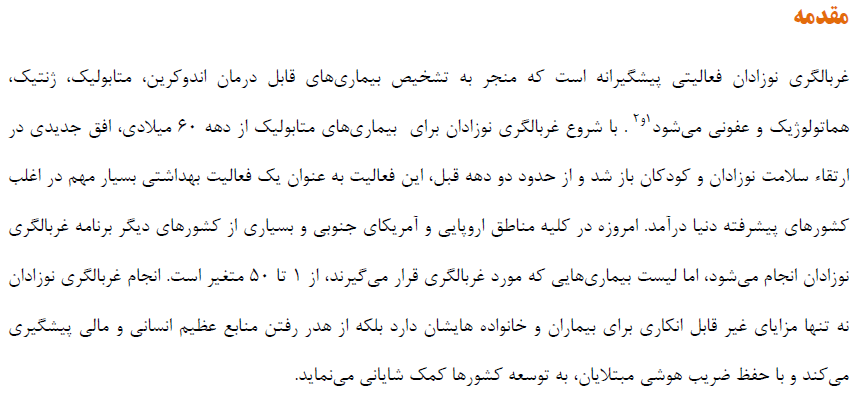 مقدمه
غربالگری نوزادان فعالیتی پیشگیرانه است که منجر به تشخیص بیماری‌های قابل درمان اندوکرین، متابولیک، ژنتیک،
هماتولوژیک و عفونی می‌شود۱و۲ . با شروع غربالگری نوزادان برای بیماری‌های متابولیک از دهه ۶۰ میلادی، افق جدیدی در
ارتقاء سلامت نوزادان و کودکان باز شد و از حدود دو دهه قبل، این فعالیت به عنوان یک فعالیت بهداشتی بسیار مهم در اغلب
کشورهای پیشرفته دنیا درآمد. امروزه در کلیه مناطق اروپایی و آمریکای جنوبی و بسیاری از کشورهای دیگر برنامه غربالگری
نوزادان انجام می‌شود، اما لیست بیماری‌هایی که مورد غربالگری قرار می‌گیرند، از ۱ تا ۵۰ متغیر است. انجام غربالگری نوزادان
نه تنها مزایای غیر قابل انکاری برای بیماران و خانواده هایشان دارد بلکه از هدر رفتن منابع عظیم انسانی و مالی پیشگیری
می‌کند و با حفظ ضریب هوشی مبتلایان، به توسعه کشورها کمک شایانی می‌نماید.